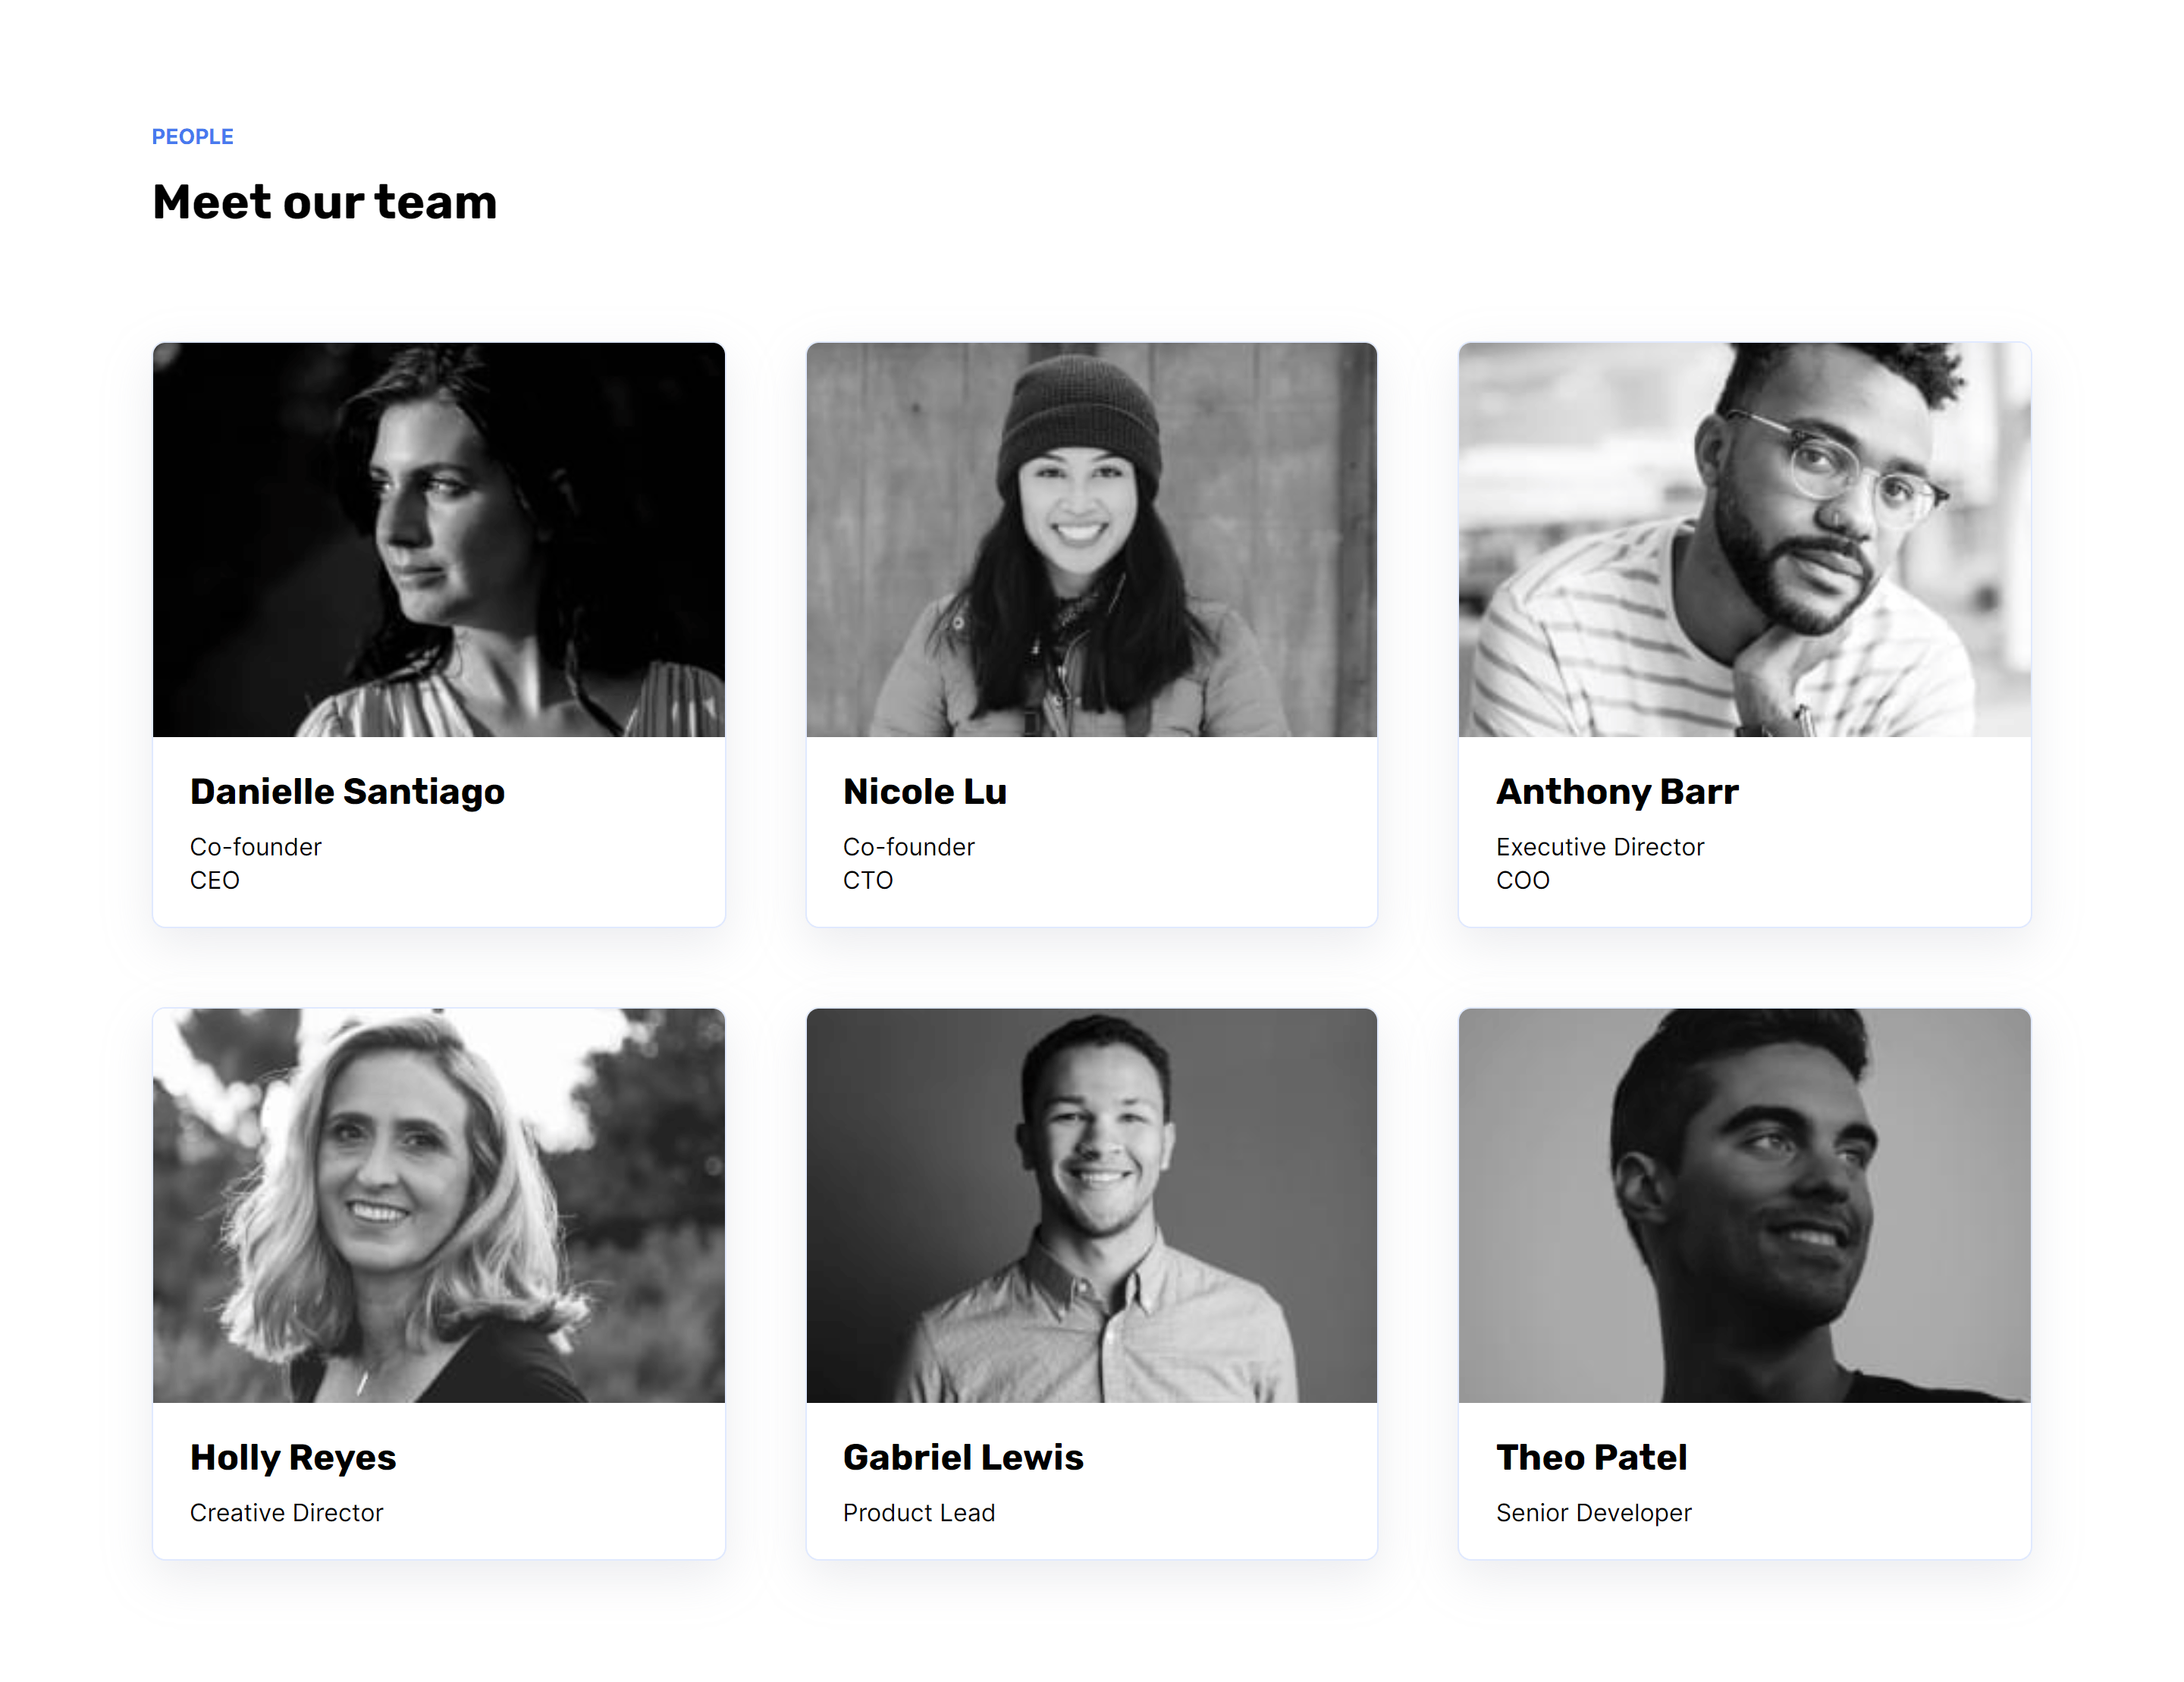 PEOPLE
Meet our team
Danielle Santiago
Co-founder
CEO
Nicole Lu
Co-founder
CTO
Anthony Barr
Executive Director
COO
Holly Reyes
Creative Director
Gabriel Lewis
Product Lead
Theo Patel
Senior Developer